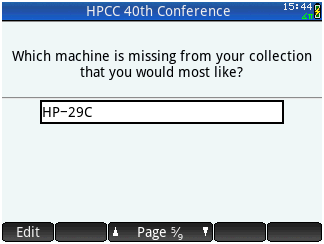 HPCC 40th Conference
15:44
Which machine is missing from your collection
that you would most like?
HP-29C
Edit
Page 5/9